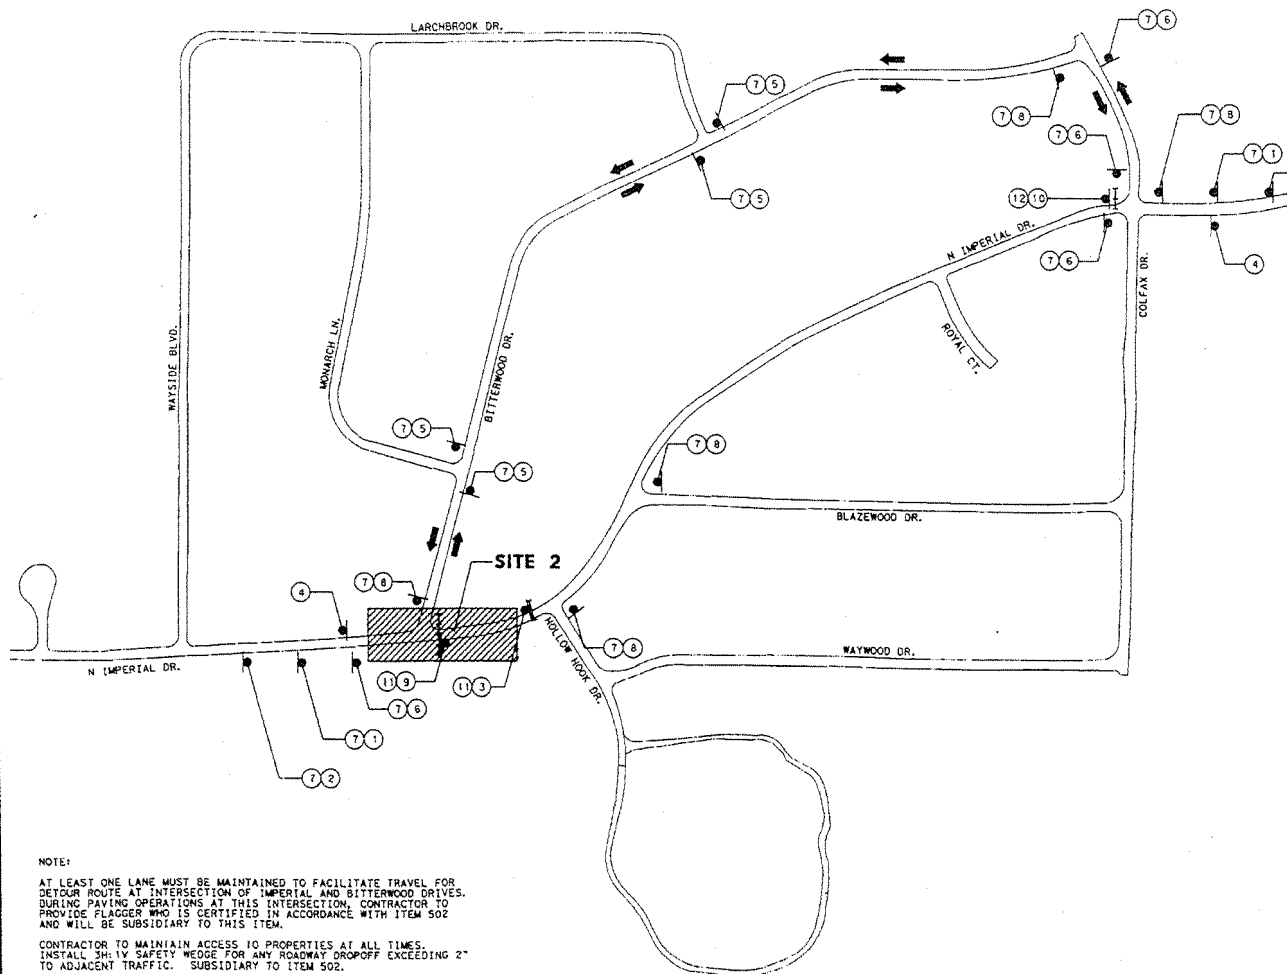 LARCHBROOK DR.
7 6
7 5
7 8
7 8
7 1
7 6
7 5
12 10
7 6
4
N IMPERIAL DR.
COLFAX DR.
ROYAL CT.
WAYSIDE BLVD.
MONARCH LN.
BITTERWOOD DR.
7 5
7 8
7 5
BLAZEWOOD DR.
SITE 2
7 8
4
HOLLOW HOOK DR.
7 8
WAYWOOD DR.
N IMPERIAL DR.
11 9
11 3
7 6
7 1
7 2
NOTE:
AT LEAST ONE LANE MUST BE MAINTAINED TO FACILITATE TRAVEL FOR
DETOUR ROUTE AT INTERSECTION OF IMPERIAL AND BITTERWOOD DRIVES.
DURING PAVING OPERATIONS AT THIS INTERSECTION, CONTRACTOR TO
PROVIDE FLAGGER WHO IS CERTIFIED IN ACCORDANCE WITH ITEM 502
AND WILL BE SUBSIDIARY TO THIS ITEM.
CONTRACTOR TO MAINTAIN ACCESS TO PROPERTIES AT ALL TIMES.
INSTALL 3H:1V SAFETY WEDGE FOR ANY ROADWAY DROPOFF EXCEEDING 2"
TO ADJACENT TRAFFIC. SUBSIDIARY TO ITEM 502.